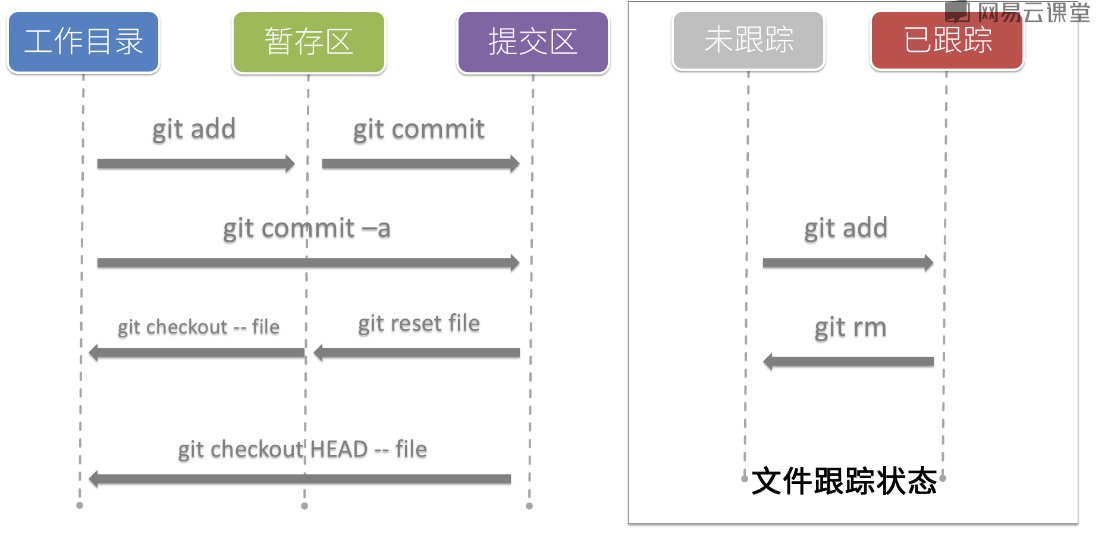 网易云课堂
工作目录 暂存区 提交区 未跟踪 已跟踪
git add git commit
git commit –a git add
git checkout -- file git reset file git rm
git checkout HEAD -- file
文件跟踪状态